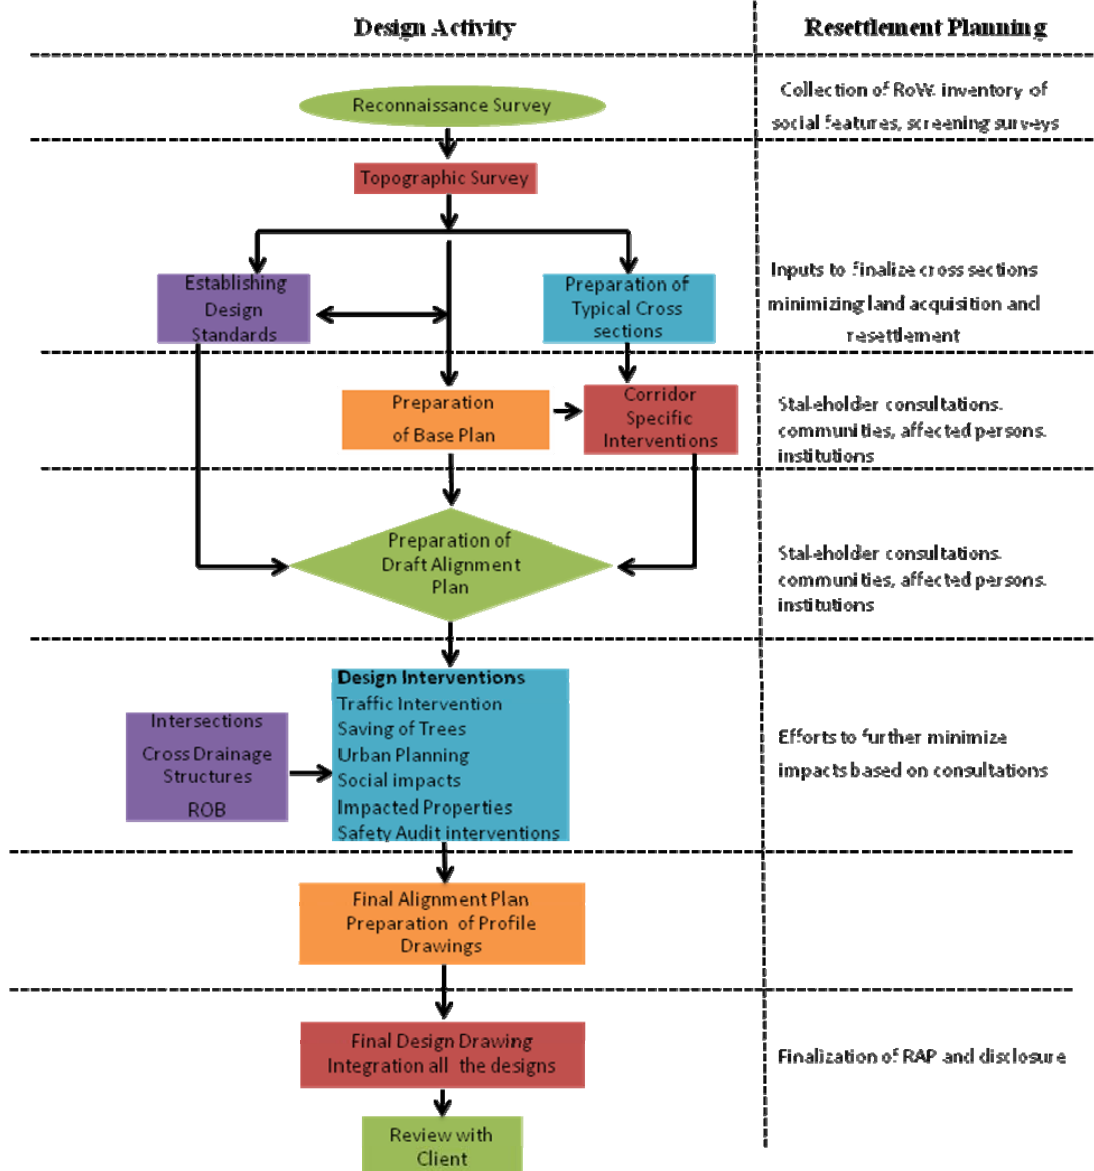 Design Activity
Resettlement Planning
Reconnaissance Survey
Collection of RoW. inventory of
social features, screening surveys
Topographic Survey
Establishing
Design
Standards
Preparation of
Typical Cross
sections
Inputs to finalize cross sections
minimizing land acquisition and
resettlement
Preparation
of Base Plan
Corridor
Specific
Interventions
Stakeholder consultations.
communities, affected persons.
institutions
Preparation of
Draft Alignment
Plan
Stakeholder consultations.
communities, affected persons.
institutions
Intersections
Cross Drainage
Structures
ROB
Design Interventions
Traffic Intervention
Saving of Trees
Urban Planning
Social impacts
Impacted Properties
Safety Audit interventions
Efforts to further minimize
impacts based on consultations
Final Alignment Plan
Preparation of Profile
Drawings
Final Design Drawing
Integration all the designs
Finalization of RAP and disclosure
Review with
Client